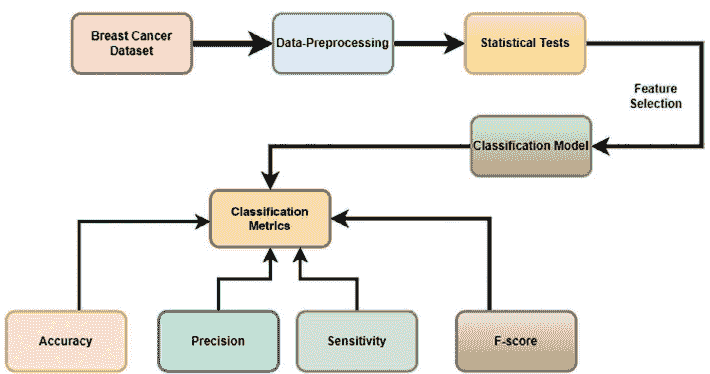 Breast Cancer
Dataset
Data-Preprocessing
Statistical Tests
Feature
Selection
Classification Model
Classification
Metrics
Accuracy
Precision
Sensitivity
F-score